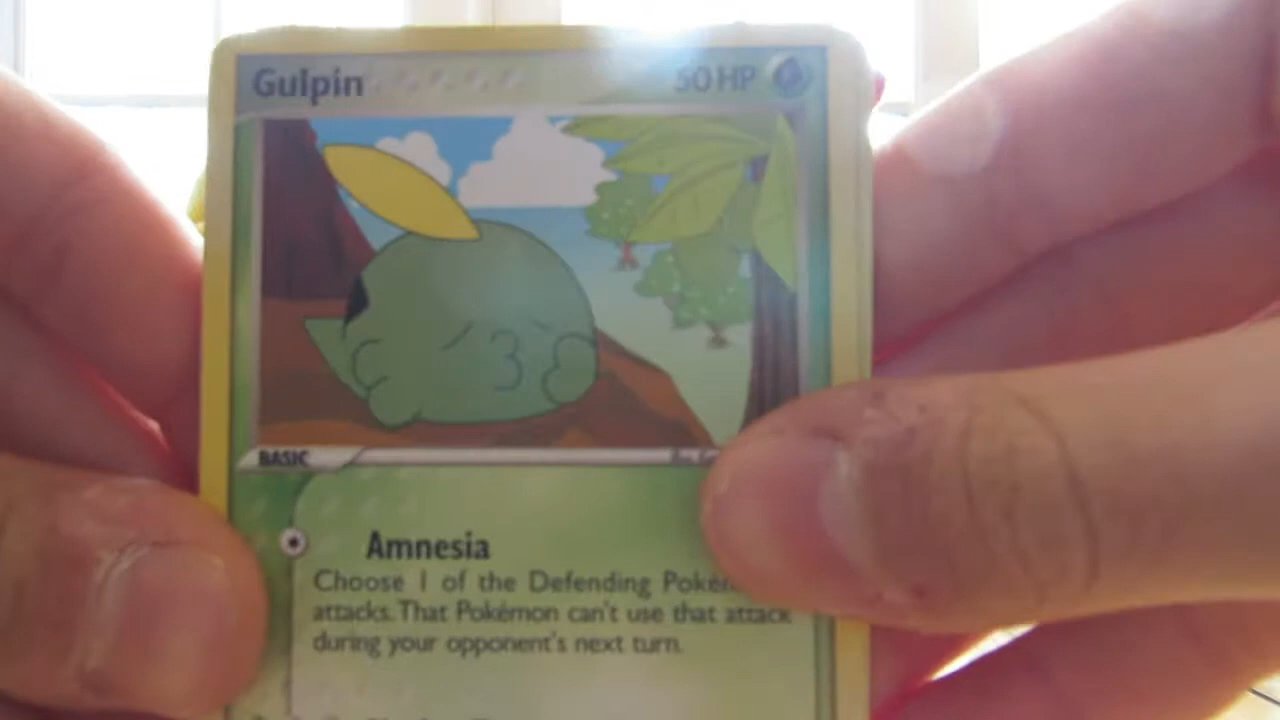 Gulpin 50 HP
BASIC
Amnesia
Choose 1 of the Defending
attacks. That Pokémon can't use that attack
during your opponent's next turn.